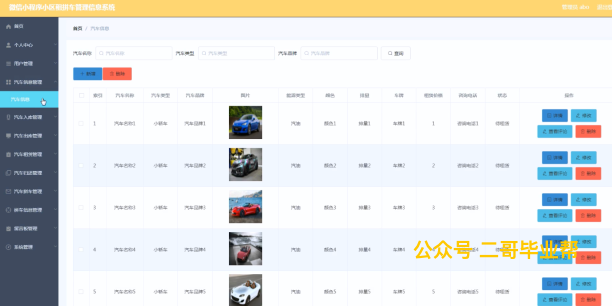 微信小程序小区租拼车管理信息系统
首页
个人中心
用户管理
汽车信息管理
汽车信息
汽车入库管理
汽车出库管理
汽车租赁管理
汽车归还管理
汽车拼车管理
留言板管理
系统管理
首页 / 汽车信息
汽车名称 汽车名称 汽车类型 汽车类型 汽车品牌 汽车品牌 查询
新增 删除
索引 汽车名称 汽车类型 汽车品牌 图片 能源类型 颜色 排量 车牌 租赁价格 咨询电话 状态 操作
1 汽车名称1 小轿车 汽车品牌1 汽油 颜色1 排量1 车牌1 1 咨询电话1 待租赁 详情 修改
查看评论 删除
2 汽车名称2 小轿车 汽车品牌2 汽油 颜色2 排量2 车牌2 2 咨询电话2 待租赁 详情 修改
查看评论 删除
3 汽车名称3 小轿车 汽车品牌3 汽油 颜色3 排量3 车牌3 3 咨询电话3 待租赁 详情 修改
查看评论 删除
4 汽车名称4 小轿车 汽车品牌4 汽油 颜色4 排量4 车牌4 4 咨询电话4 待租赁 详情 修改
删除
公众号 二哥毕业帮
5 汽车名称5 小轿车 汽车品牌5 汽油 颜色5 排量5 车牌5 5 咨询电话5 待租赁 详情 修改
查看评论 删除